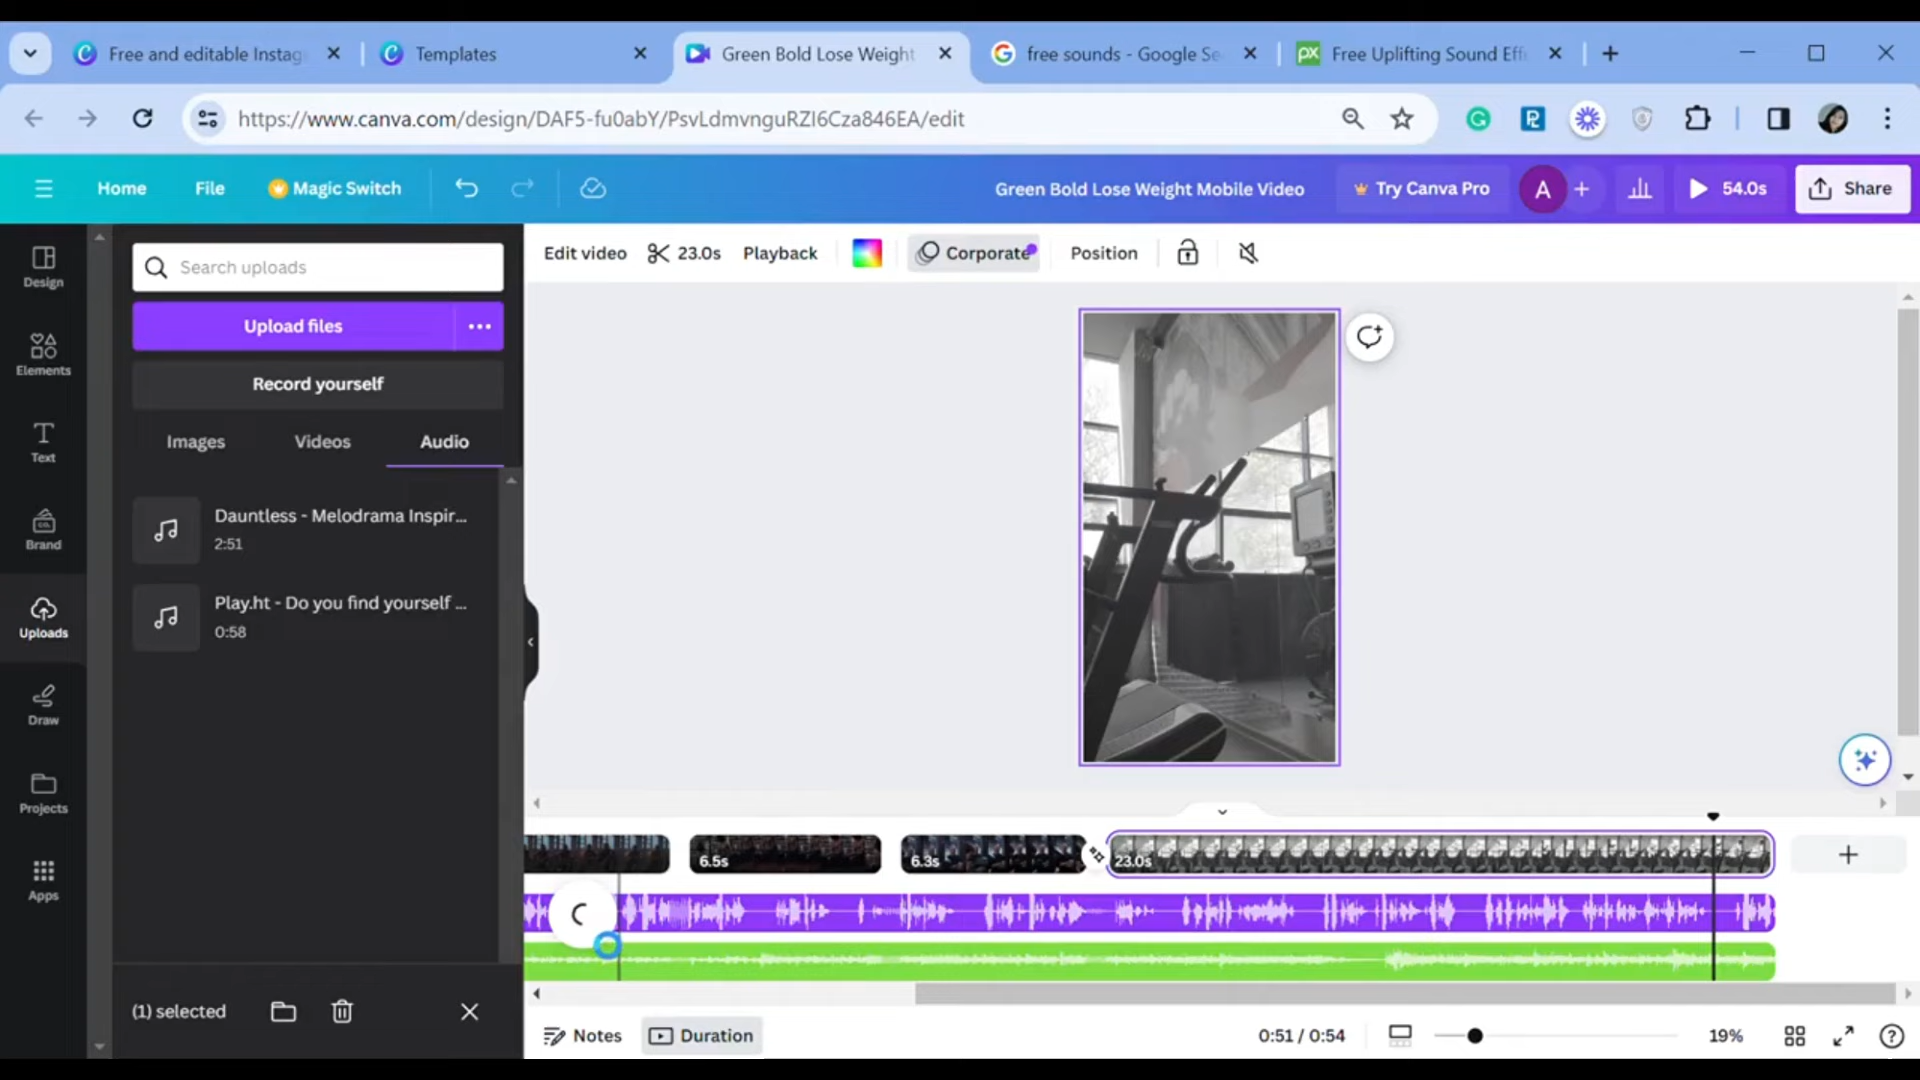 Free and editable Instag
Templates
Green Bold Lose Weight
free sounds - Google Se
Free Uplifting Sound Eff
https://www.canva.com/design/DAF5-fu0abY/PsvLdmvnguRZI6Cza846EA/edit
Home
File
Magic Switch
Green Bold Lose Weight Mobile Video
Try Canva Pro
A
54.0s
Share
Design
Elements
Text
Brand
Uploads
Draw
Projects
Apps
Search uploads
Upload files
Record yourself
Images
Videos
Audio
Dauntless - Melodrama Inspir...
2:51
Play.ht - Do you find yourself ...
0:58
(1) selected
Edit video
23.0s
Playback
Corporate
Position
6.5s
6.3s
23.0s
Notes
Duration
0:51 / 0:54
19%